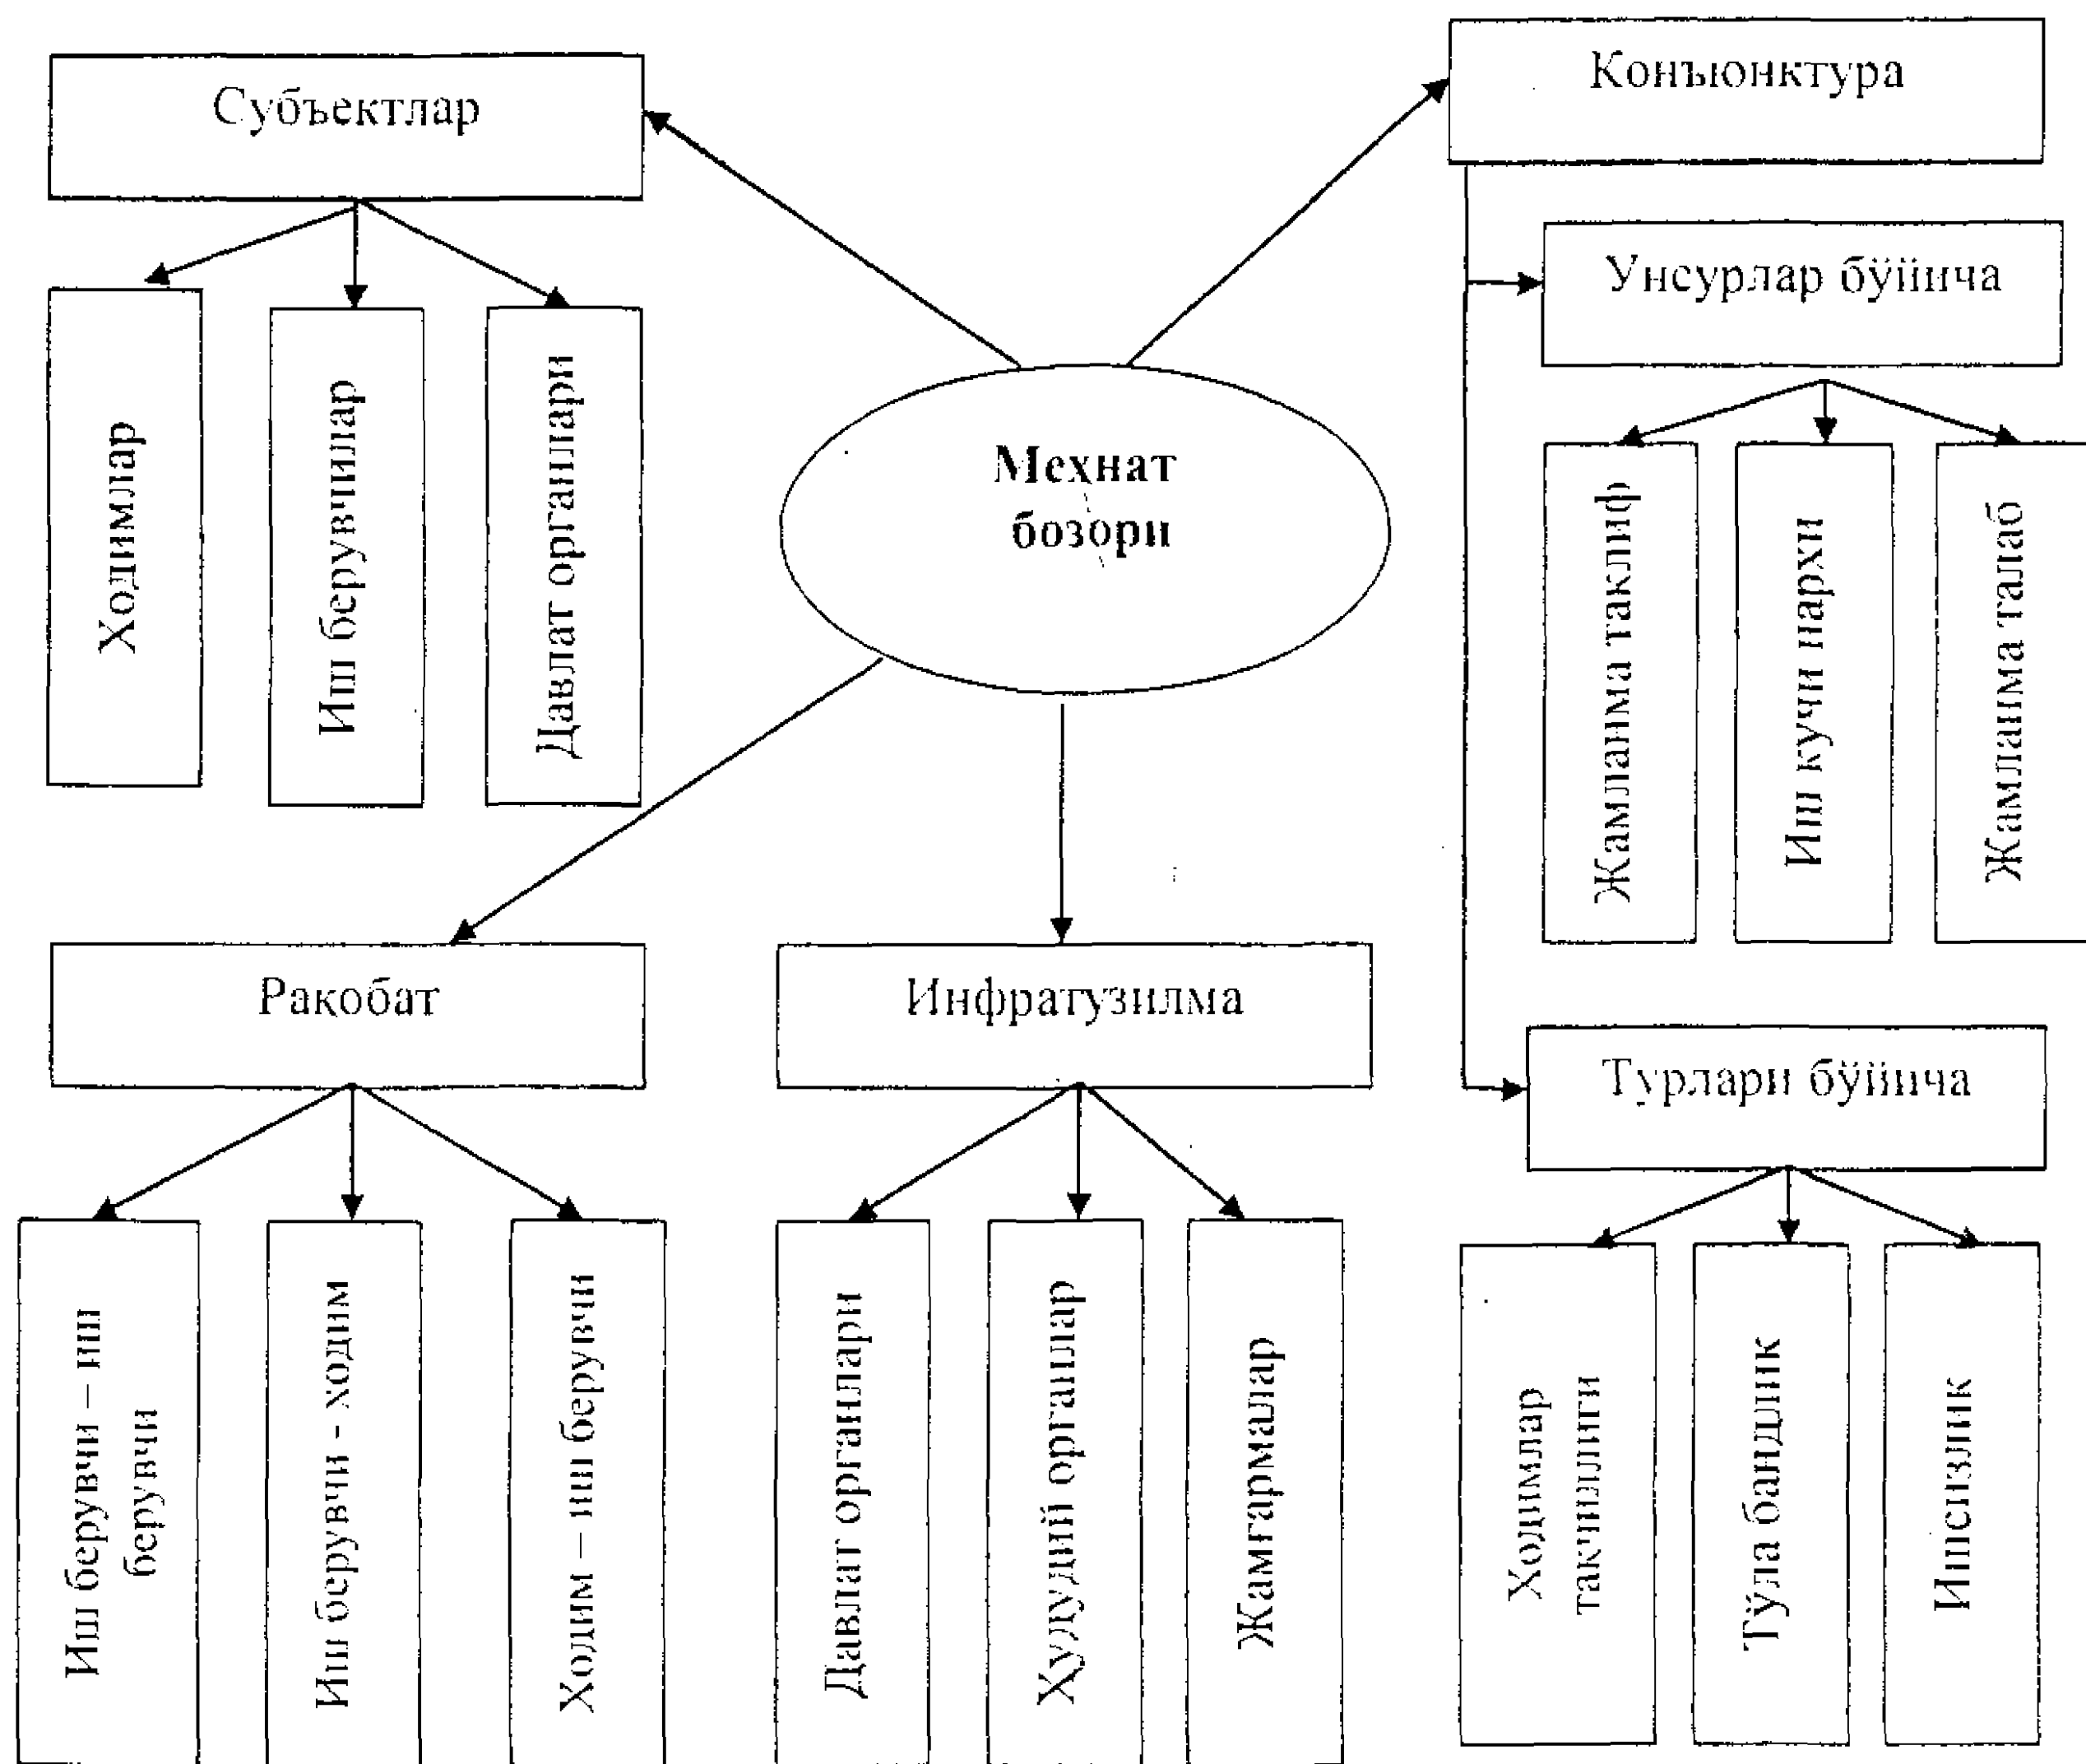 Субъектлар
Ходимлар
Иш берувчилар
Давлат органлари
Меҳнат
бозори
Конъюнктура
Унсурлар бўйича
Жамланма таклиф
Иш кучи нархи
Жамланма талаб
Рақобат
Иш берувчи – иш
берувчи
Иш берувчи - ходим
Ходим – иш берувчи
Инфратузилма
Давлат органлари
Ҳудудий органлар
Жамғармалар
Турлари бўйича
Ходимлар
такчиллиги
Тўла бандлик
Ишсизлик